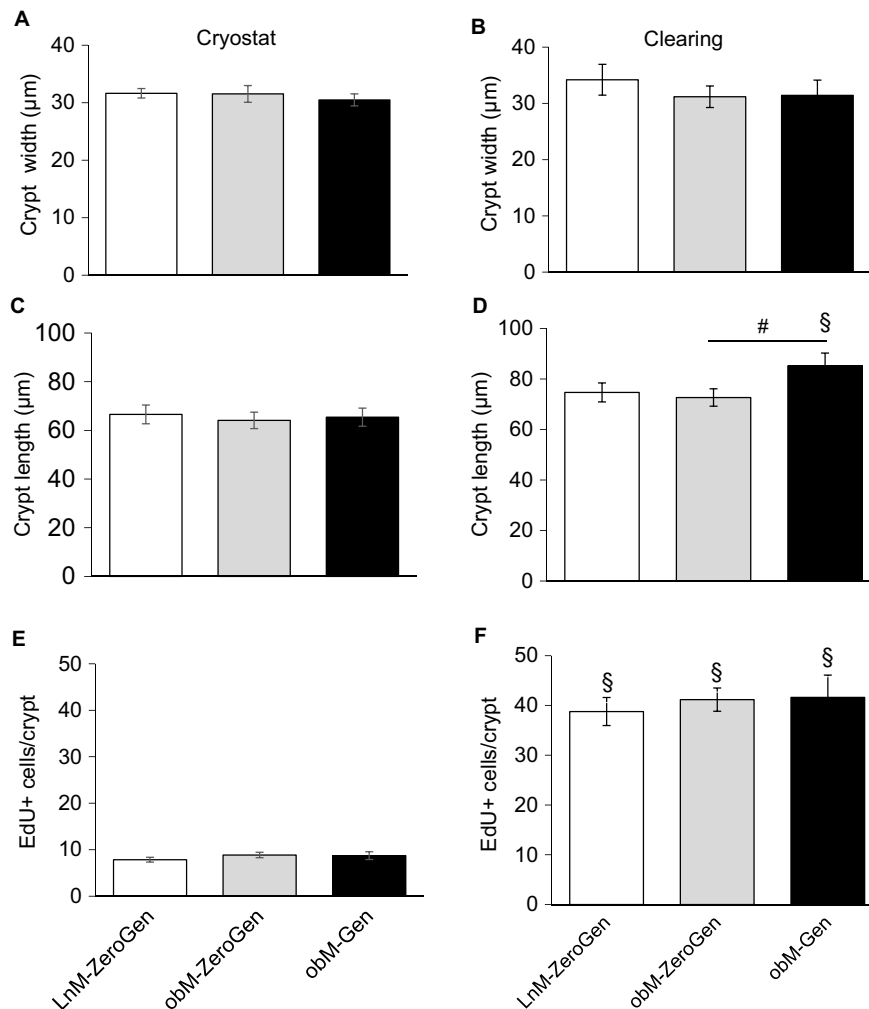 A
Cryostat
Crypt width (µm)
40
30
20
10
0
B
Clearing
Crypt width (µm)
40
30
20
10
0
C
Crypt length (µm)
100
80
60
40
20
0
D
Crypt length (µm)
100
80
60
40
20
0
#
§
E
EdU+ cells/crypt
50
40
30
20
10
0
LnM-ZeroGen
obM-ZeroGen
obM-Gen
F
EdU+ cells/crypt
50
40
30
20
10
0
§
§
§
LnM-ZeroGen
obM-ZeroGen
obM-Gen